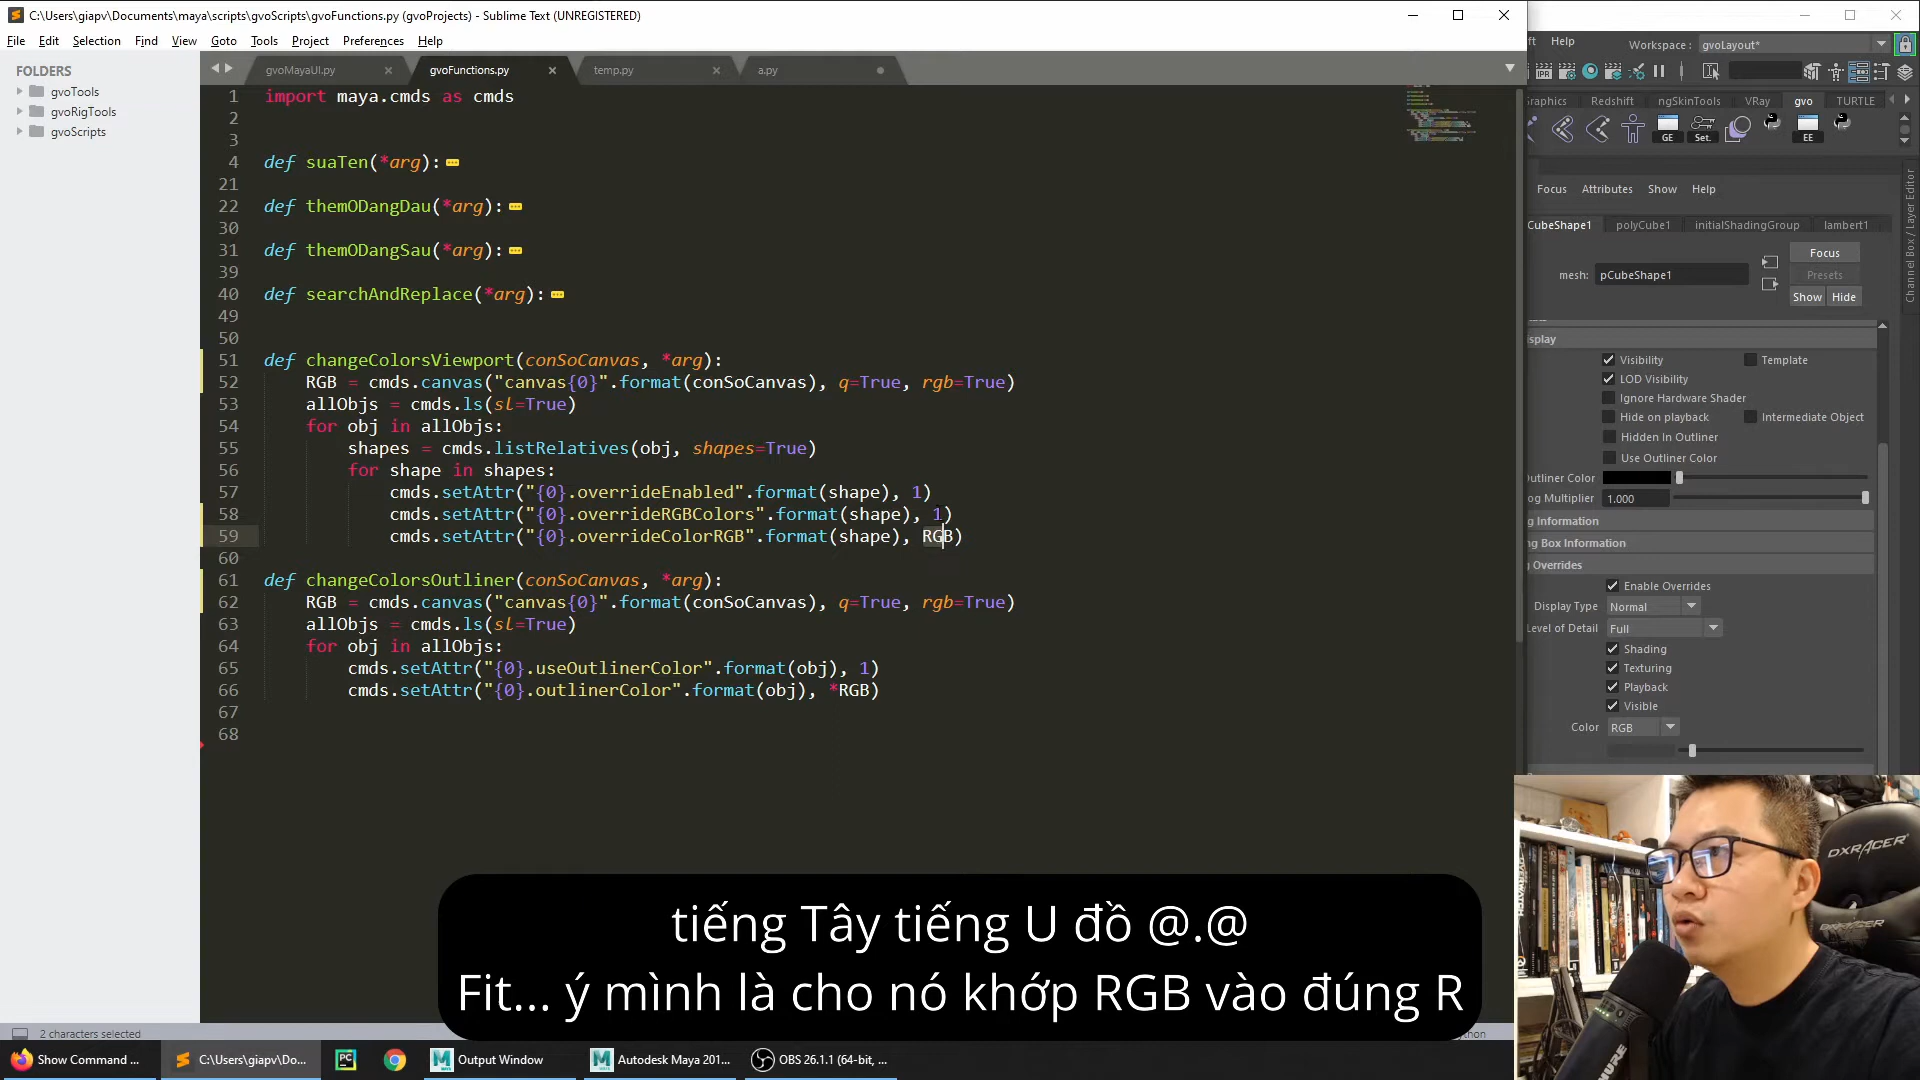 C:\Users\giapv\Documents\maya\scripts\gvoScripts\gvoFunctions.py (gvoProjects) - Sublime Text (UNREGISTERED)
File Edit Selection Find View Goto Tools Project Preferences Help
Help Workspace : gvoLayout*
FOLDERS
gvoTools
gvoRigTools
gvoScripts
gvoMayaUI.py gvoFunctions.py temp.py a.py
1 import maya.cmds as cmds
2
3
4 def suaTen(*arg):
21
22 def themODangDau(*arg):
30
31 def themODangSau(*arg):
39
40 def searchAndReplace(*arg):
49
50
51 def changeColorsViewport(conSoCanvas, *arg):
52 RGB = cmds.canvas("canvas{0}".format(conSoCanvas), q=True, rgb=True)
53 allObjs = cmds.ls(sl=True)
54 for obj in allObjs:
55 shapes = cmds.listRelatives(obj, shapes=True)
56 for shape in shapes:
57 cmds.setAttr("{0}.overrideEnabled".format(shape), 1)
58 cmds.setAttr("{0}.overrideRGBColors".format(shape), 1)
59 cmds.setAttr("{0}.overrideColorRGB".format(shape), RGB)
60
61 def changeColorsOutliner(conSoCanvas, *arg):
62 RGB = cmds.canvas("canvas{0}".format(conSoCanvas), q=True, rgb=True)
63 allObjs = cmds.ls(sl=True)
64 for obj in allObjs:
65 cmds.setAttr("{0}.useOutlinerColor".format(obj), 1)
66 cmds.setAttr("{0}.outlinerColor".format(obj), *RGB)
67
68
IPR
raphics Redshift ngSkinTools VRay gvo TURTLE
GE Set. EE
Focus Attributes Show Help
CubeShape1 polyCube1 initialShadingGroup lambert1
Focus
mesh: pCubeShape1
Presets
Show Hide
Channel Box / Layer Editor
isplay
Visibility Template
LOD Visibility
Ignore Hardware Shader
Hide on playback Intermediate Object
Hidden In Outliner
Use Outliner Color
utliner Color
og Multiplier 1.000
g Information
ng Box Information
g Overrides
Enable Overrides
Display Type Normal
Level of Detail Full
Shading
Texturing
Playback
Visible
Color RGB
DXRACER
tiếng Tây tiếng U đồ @.@
Fit... ý mình là cho nó khớp RGB vào đúng R
2 characters selected
Show Command ... C:\Users\giapv\Do... PC Output Window Autodesk Maya 201... OBS 26.1.1 (64-bit, ...